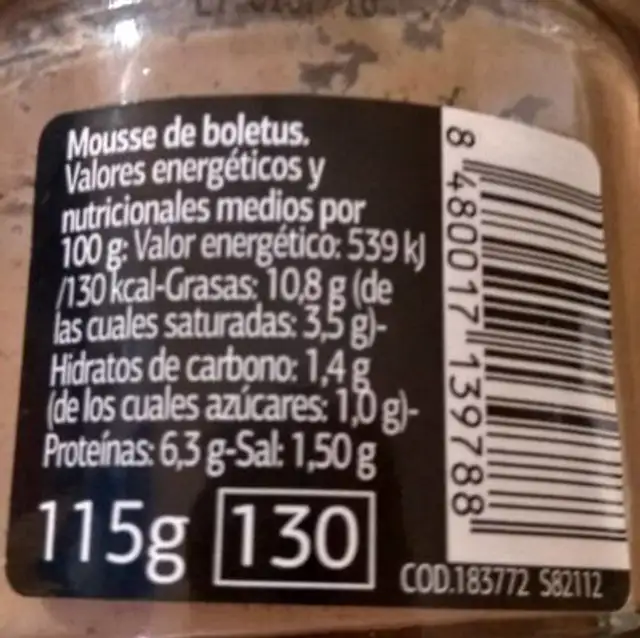 Mousse de boletus.
Valores energéticos y
nutricionales medios por
100 g: Valor energético: 539 kJ
/130 kcal-Grasas: 10,8 g (de
las cuales saturadas: 3,5 g)-
Hidratos de carbono: 1,4 g
(de los cuales azúcares: 1,0 g)-
Proteínas: 6,3 g-Sal: 1,50 g
115g 130
8 480017 139788
COD.183772 S82112